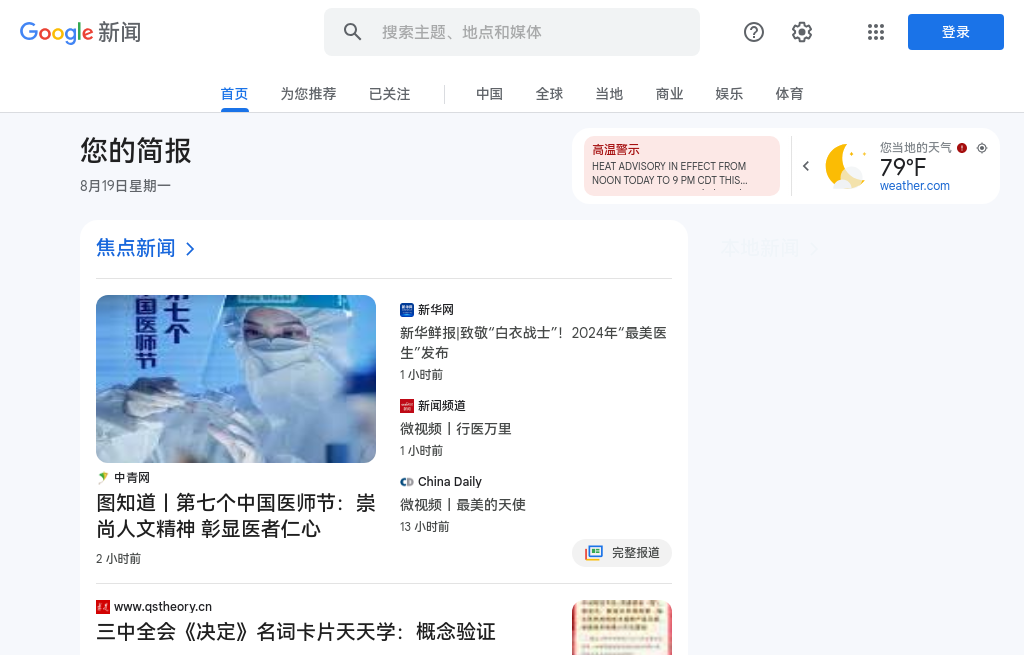 Google 新闻
搜索主题、地点和媒体
登录
首页
为您推荐
已关注
中国
全球
当地
商业
娱乐
体育
您的简报
8月19日星期一
高温警示
HEAT ADVISORY IN EFFECT FROM
NOON TODAY TO 9 PM CDT THIS…
您当地的天气
79°F
weather.com
焦点新闻
本地新闻
第七个
中国医师节
中青网
图知道丨第七个中国医师节：崇
尚人文精神 彰显医者仁心
2 小时前
新华网
新华鲜报|致敬“白衣战士”！2024年“最美医
生”发布
1 小时前
新闻频道
微视频丨行医万里
1 小时前
China Daily
微视频丨最美的天使
13 小时前
完整报道
www.qstheory.cn
三中全会《决定》名词卡片天天学：概念验证